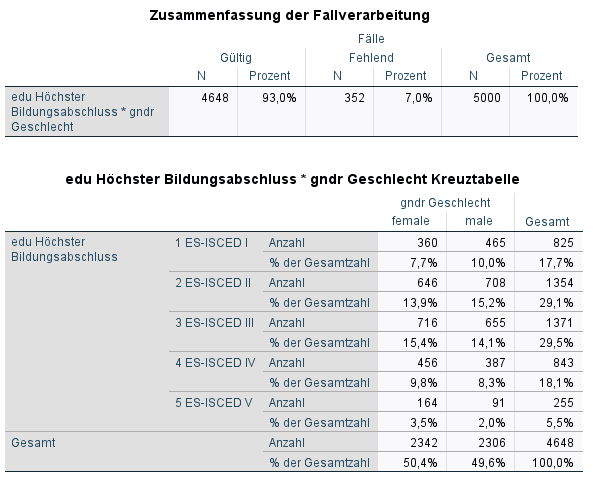 Zusammenfassung der Fallverarbeitung
Fälle
Gültig Fehlend Gesamt
N Prozent N Prozent N Prozent
edu Höchster Bildungsabschluss * gndr Geschlecht 4648 93,0% 352 7,0% 5000 100,0%
edu Höchster Bildungsabschluss * gndr Geschlecht Kreuztabelle
gndr Geschlecht
female male Gesamt
edu Höchster Bildungsabschluss 1 ES-ISCED I Anzahl 360 465 825
% der Gesamtzahl 7,7% 10,0% 17,7%
2 ES-ISCED II Anzahl 646 708 1354
% der Gesamtzahl 13,9% 15,2% 29,1%
3 ES-ISCED III Anzahl 716 655 1371
% der Gesamtzahl 15,4% 14,1% 29,5%
4 ES-ISCED IV Anzahl 456 387 843
% der Gesamtzahl 9,8% 8,3% 18,1%
5 ES-ISCED V Anzahl 164 91 255
% der Gesamtzahl 3,5% 2,0% 5,5%
Gesamt Anzahl 2342 2306 4648
% der Gesamtzahl 50,4% 49,6% 100,0%